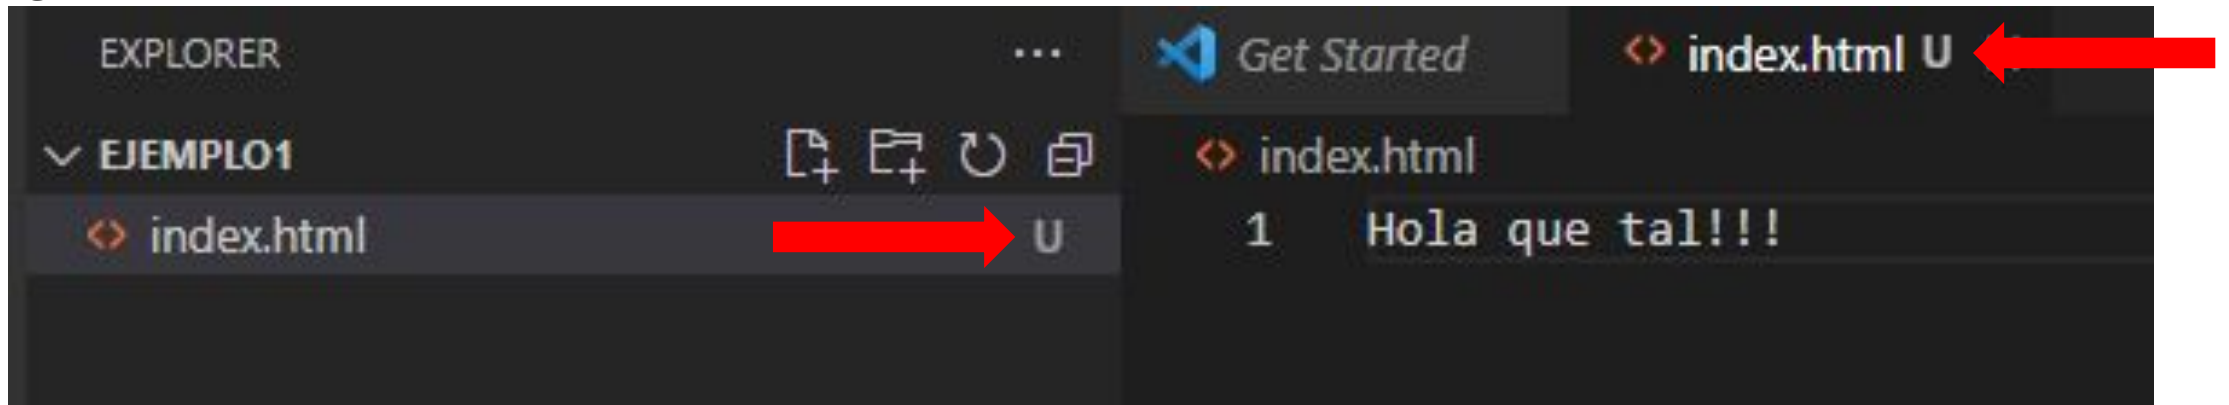 EXPLORER ...
EJEMPLO1
index.html U
Get Started index.html U
index.html
1 Hola que tal!!!